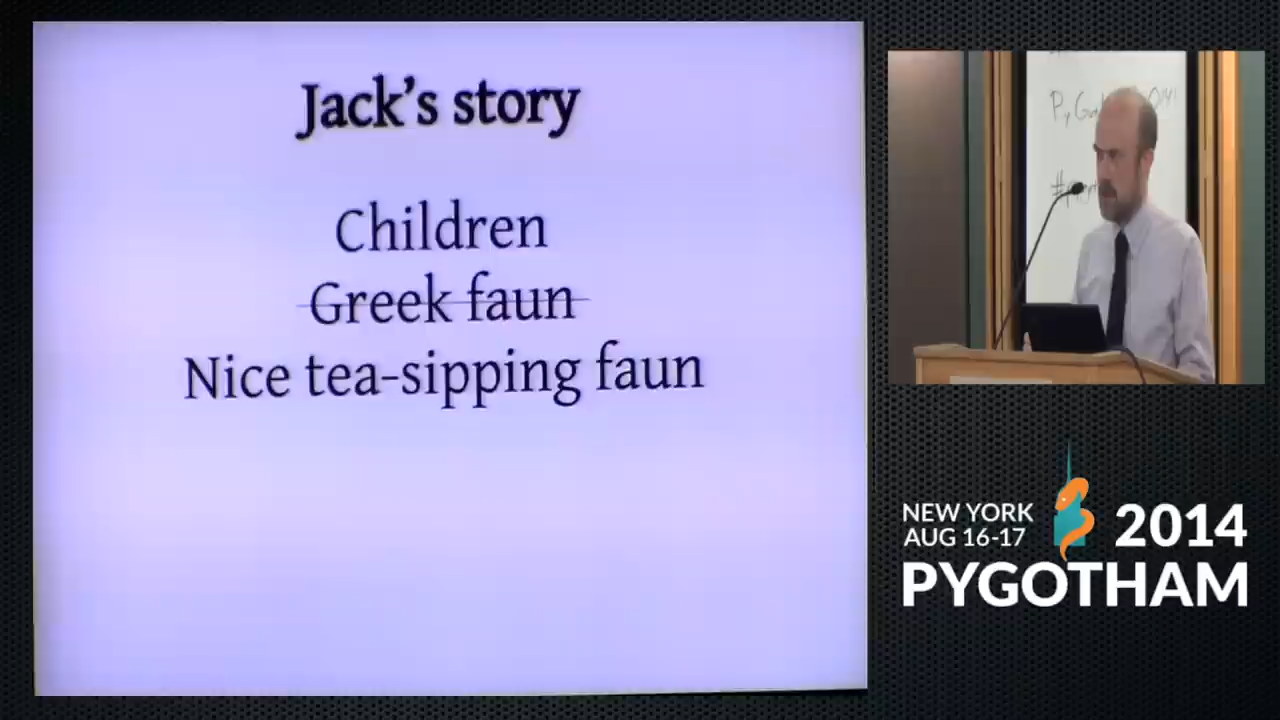 Jack's story
Children
Greek faun
Nice tea-sipping faun
NEW YORK
AUG 16-17
2014
PYGOTHAM